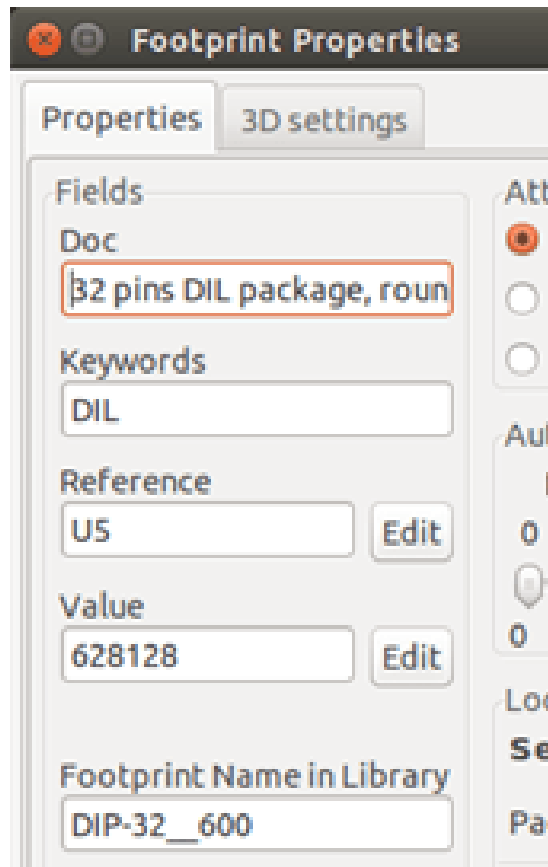 Footprint Properties
Properties 3D settings
Fields
Doc
32 pins DIL package, roun
Keywords
DIL
Reference
U5
Edit
0
Value
0
628128
Edit
Se
Footprint Name in Library
DIP-32__600